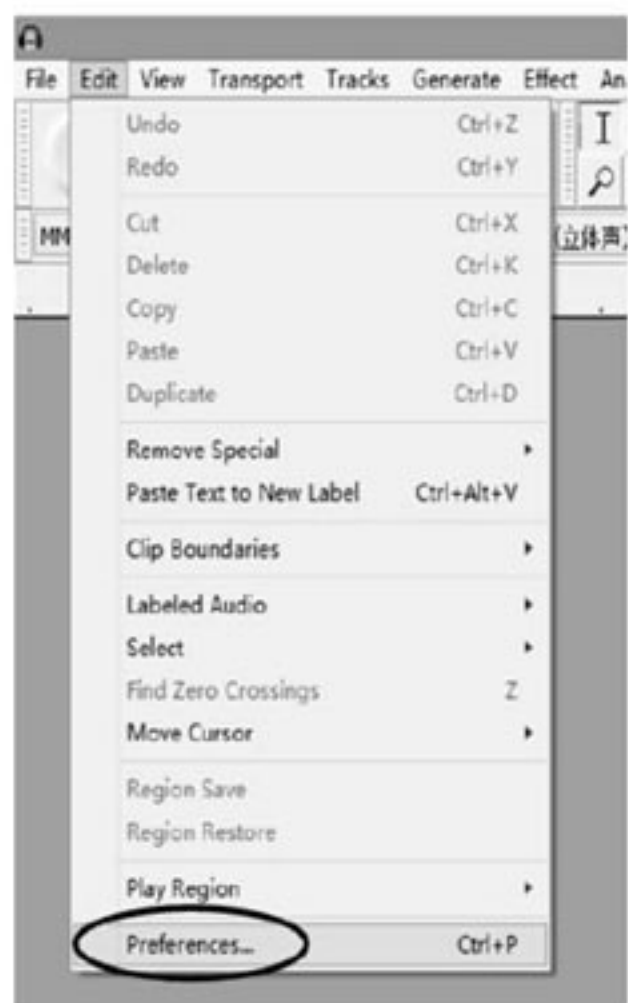 File Edit View Transport Tracks Generate Effect An
Undo Ctrl+Z
Redo Ctrl+Y
Cut Ctrl+X
MM (立体声)
Delete Ctrl+K
Copy Ctrl+C
Paste Ctrl+V
Duplicate Ctrl+D
Remove Special
Paste Text to New Label Ctrl+Alt+V
Clip Boundaries
Labeled Audio
Select
Find Zero Crossings Z
Move Cursor
Region Save
Region Restore
Play Region
Preferences... Ctrl+P